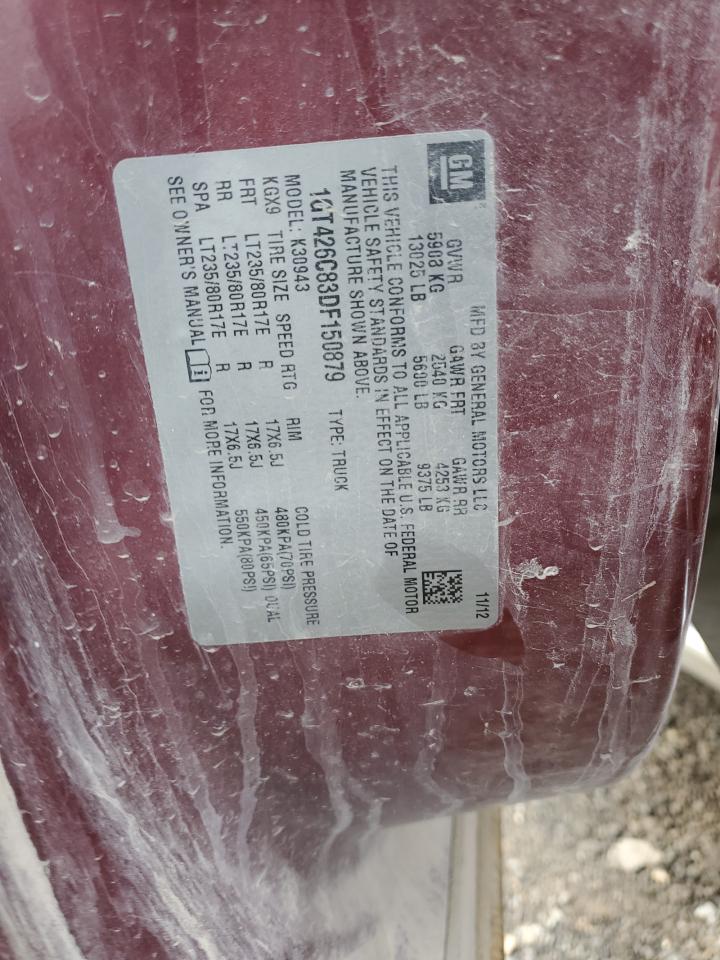 GM
MFD BY GENERAL MOTORS LLC 11/12
GVWR GAWR FRT GAWR RR
5908 KG 2540 KG 4253 KG
13025 LB 5600 LB 9375 LB
THIS VEHICLE CONFORMS TO ALL APPLICABLE U.S. FEDERAL MOTOR
VEHICLE SAFETY STANDARDS IN EFFECT ON THE DATE OF
MANUFACTURE SHOWN ABOVE.
1GT426C83DF150879 TYPE: TRUCK
MODEL: K30943
KGX9 TIRE SIZE SPEED RTG RIM COLD TIRE PRESSURE
FRT LT235/80R17E R 17X6.5J 480KPA(70PSI)
RR LT235/80R17E R 17X6.5J 450KPA(65PSI) DUAL
SPA LT235/80R17E R 17X6.5J 550KPA(80PSI)
SEE OWNER'S MANUAL i FOR MORE INFORMATION.